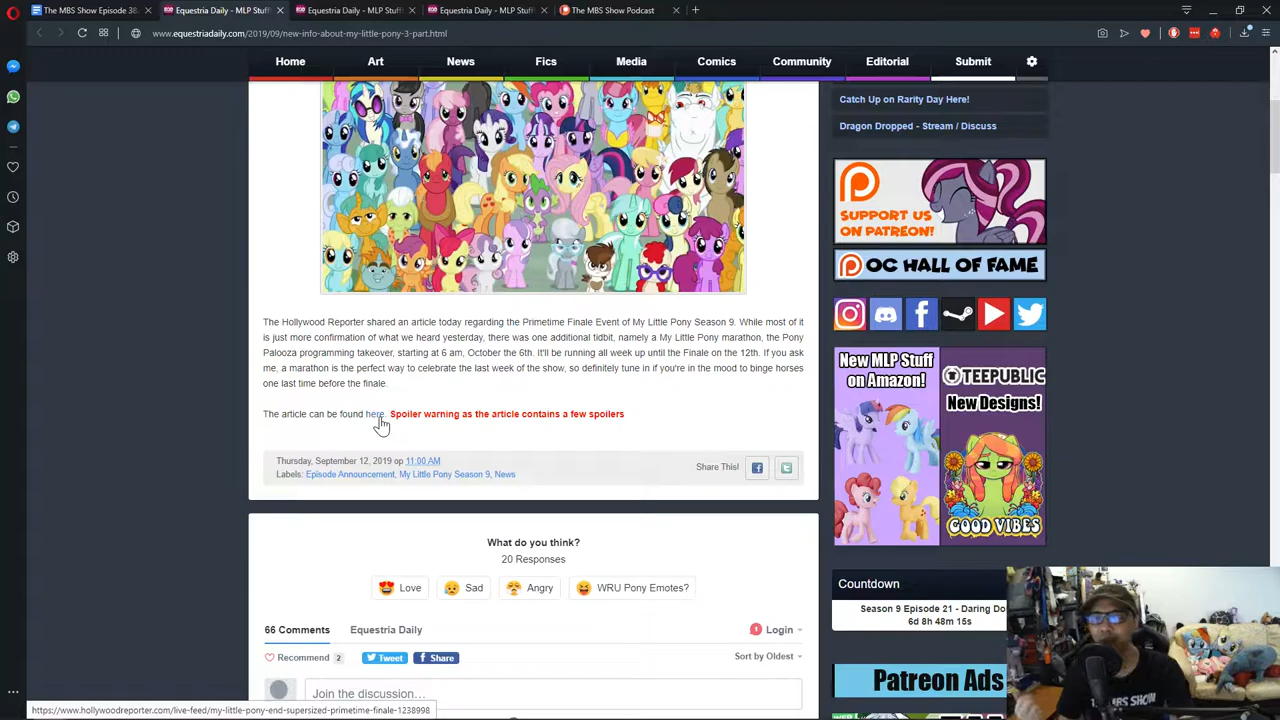 The MBS Show Episode 38
Equestria Daily - MLP Stuff
Equestria Daily - MLP Stuff
Equestria Daily - MLP Stuff
The MBS Show Podcast
www.equestriadaily.com/2019/09/new-info-about-my-little-pony-3-part.html
Home
Art
News
Fics
Media
Comics
Community
Editorial
Submit
Catch Up on Rarity Day Here!
Dragon Dropped - Stream / Discuss
SUPPORT US
ON PATREON!
OC HALL OF FAME
The Hollywood Reporter shared an article today regarding the Primetime Finale Event of My Little Pony Season 9. While most of it
is just more confirmation of what we heard yesterday, there was one additional tidbit, namely a My Little Pony marathon, the Pony
Palooza programming takeover, starting at 6 am, October the 6th. It'll be running all week up until the Finale on the 12th. If you ask
me, a marathon is the perfect way to celebrate the last week of the show, so definitely tune in if you're in the mood to binge horses
one last time before the finale.
The article can be found here. Spoiler warning as the article contains a few spoilers
New MLP Stuff
on Amazon!
TEEPUBLIC
New Designs!
GOOD VIBES
Thursday, September 12, 2019 op 11:00 AM
Labels: Episode Announcement, My Little Pony Season 9, News
Share This!
What do you think?
20 Responses
Love
Sad
Angry
WRU Pony Emotes?
Countdown
Season 9 Episode 21 - Daring Do
6d 8h 48m 15s
66 Comments
Equestria Daily
Login
Recommend 2
Tweet
Share
Sort by Oldest
Join the discussion…
Patreon Ads
https://www.hollywoodreporter.com/live-feed/my-little-pony-end-supersized-primetime-finale-1238998